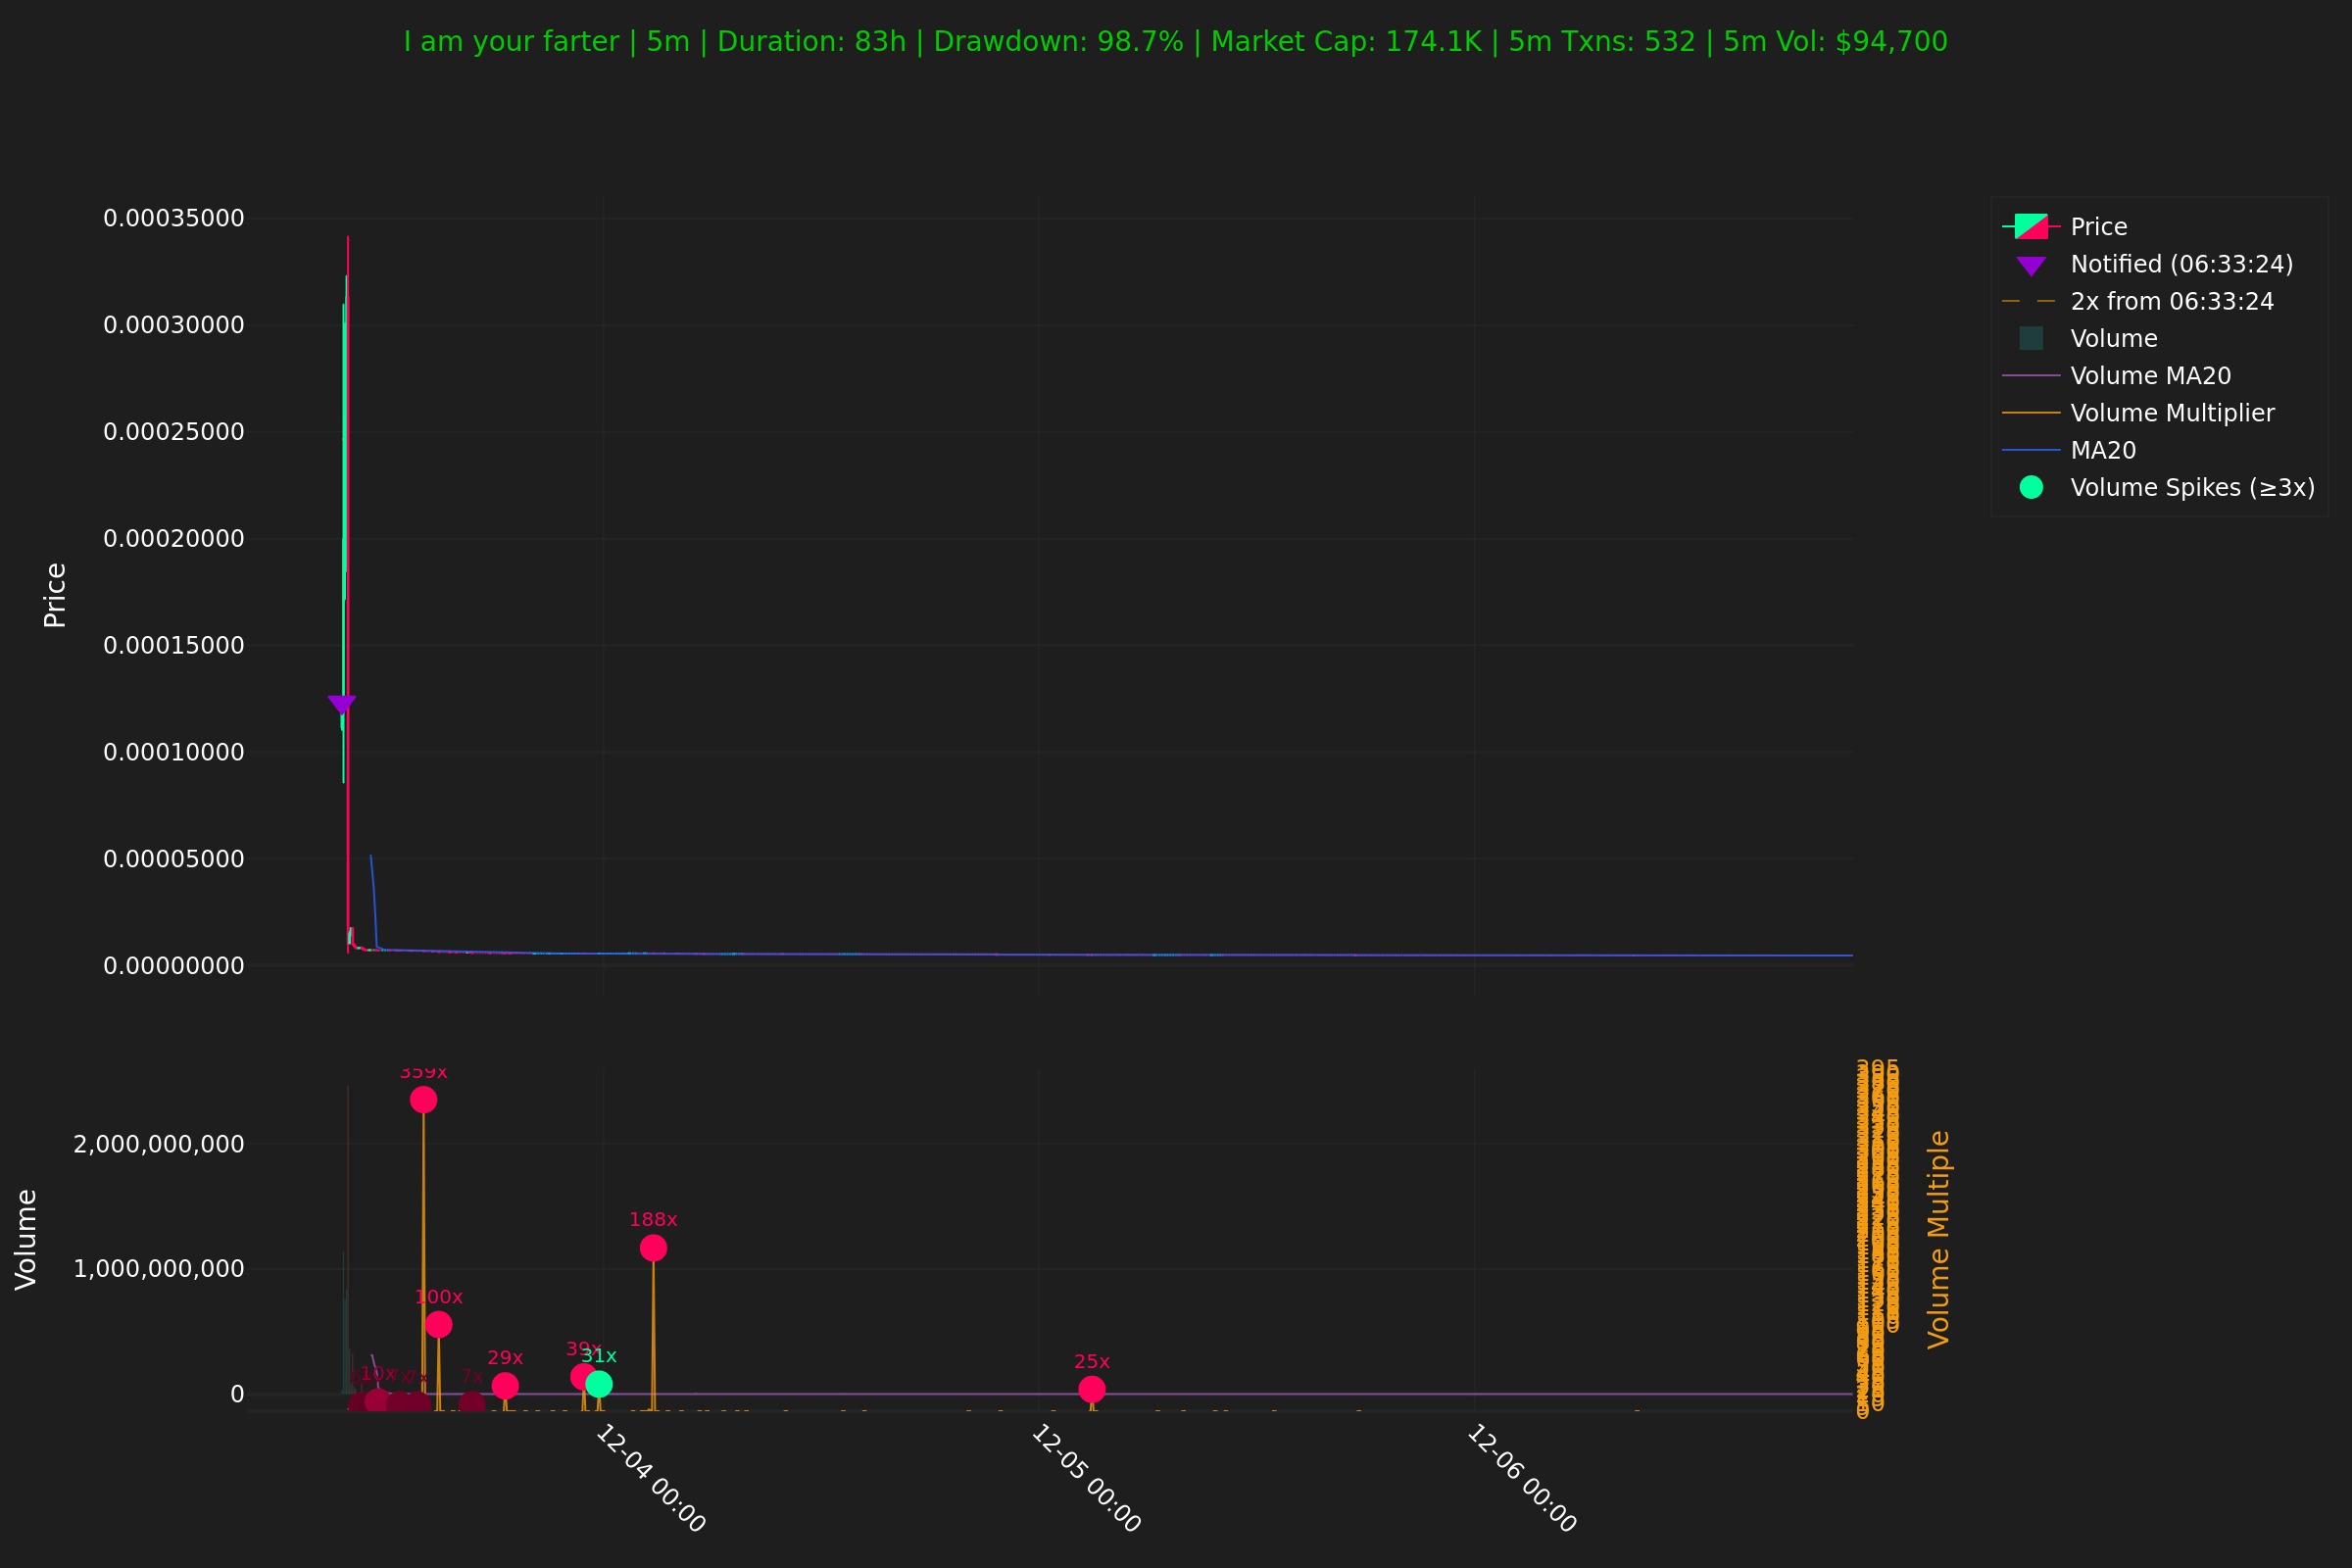 I am your farter | 5m | Duration: 83h | Drawdown: 98.7% | Market Cap: 174.1K | 5m Txns: 532 | 5m Vol: $94,700
0.00035000
0.00030000
0.00025000
0.00020000
0.00015000
0.00010000
0.00005000
0.00000000
Price
Price
Notified (06:33:24)
2x from 06:33:24
Volume
Volume MA20
Volume Multiplier
MA20
Volume Spikes (≥3x)
2,000,000,000
1,000,000,000
0
Volume
359x
100x
10x
7x
29x
39x
31x
188x
25x
395
Volume Multiple
12-04 00:00
12-05 00:00
12-06 00:00